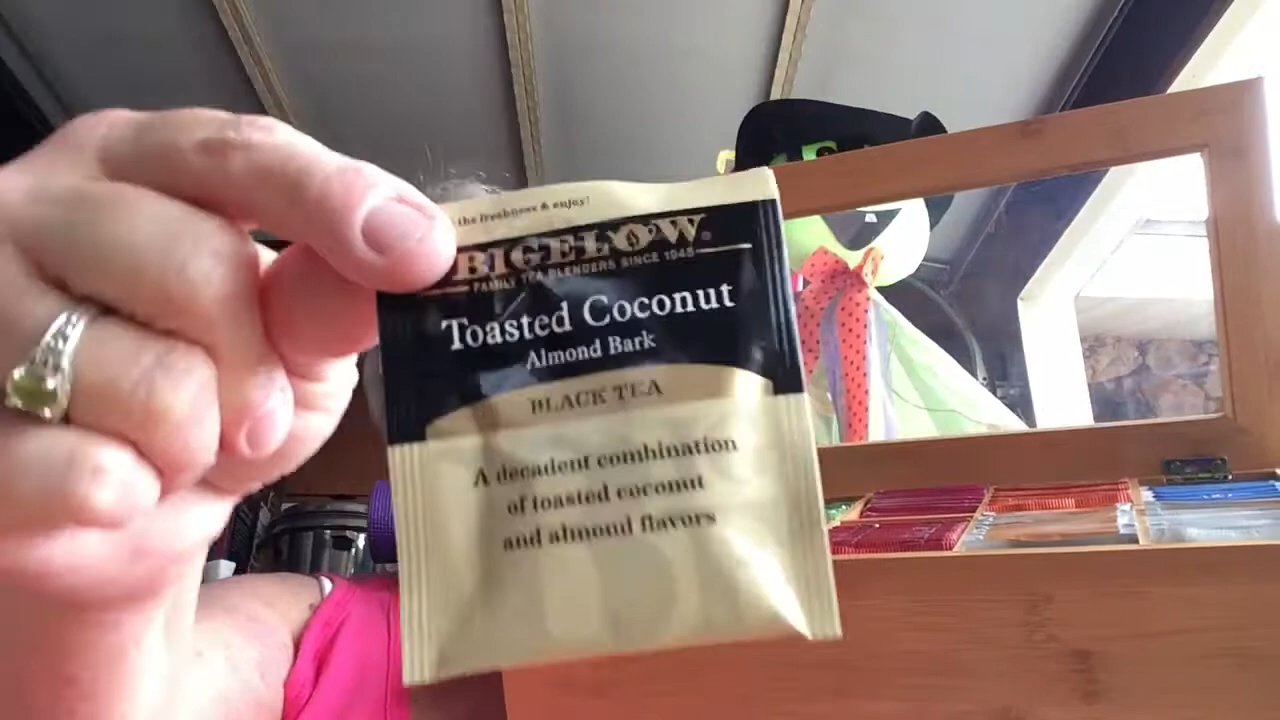 the freshness & enjoy!
BIGELOW®
FAMILY TEA BLENDERS SINCE 1945
Toasted Coconut
Almond Bark
BLACK TEA
A decadent combination
of toasted coconut
and almond flavors